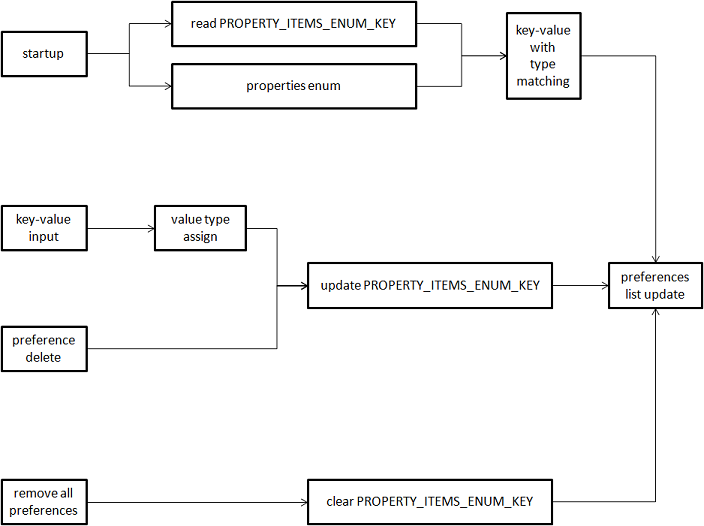 startup
read PROPERTY_ITEMS_ENUM_KEY
properties enum
key-value
with
type
matching
key-value
input
value type
assign
preference
delete
update PROPERTY_ITEMS_ENUM_KEY
preferences
list update
remove all
preferences
clear PROPERTY_ITEMS_ENUM_KEY